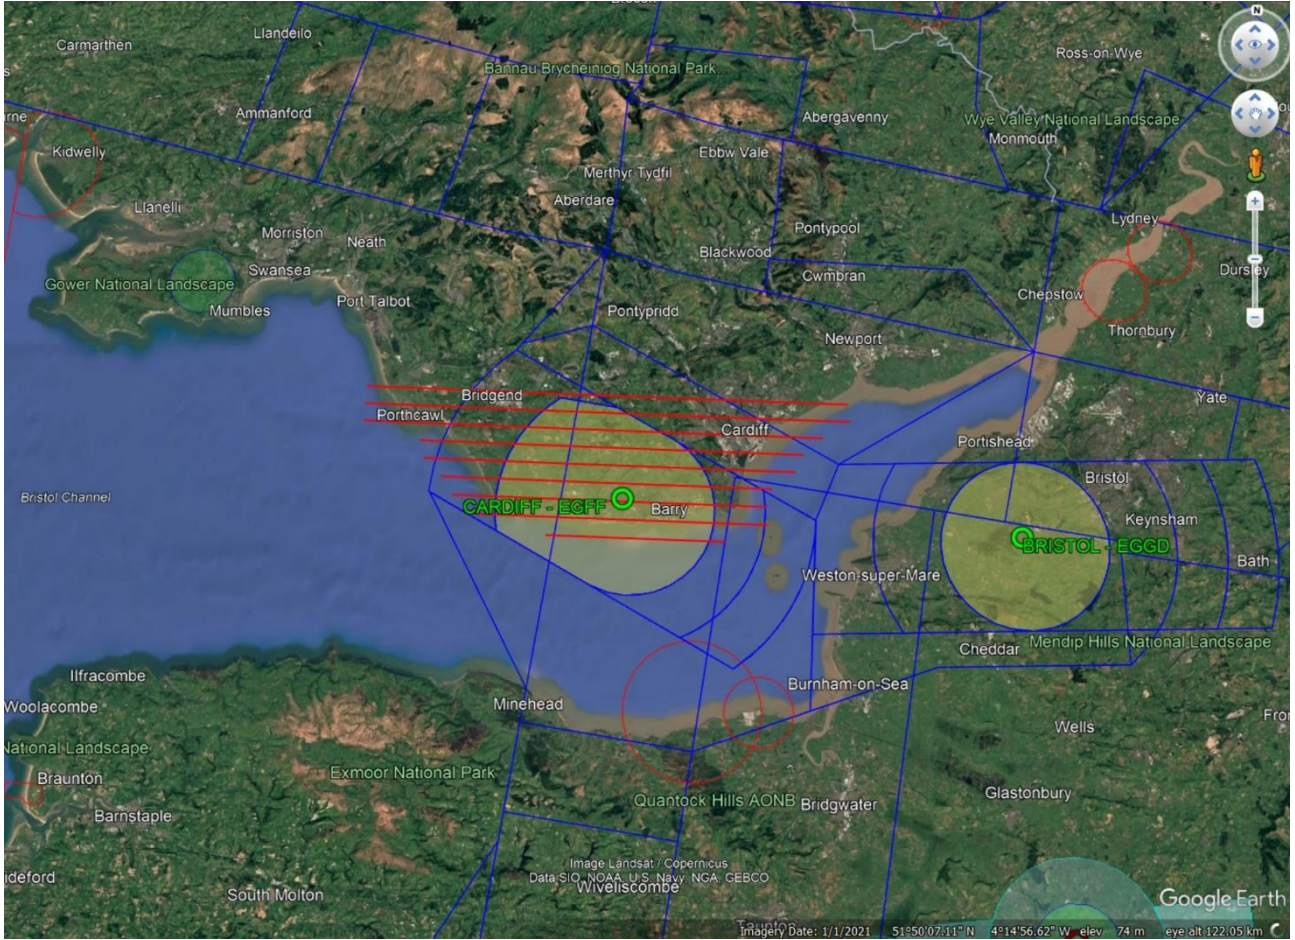 Carmarthen
Llandeilo
Ross-on-Wye
Bannau Brycheiniog National Park...
Ammanford
Abergavenny
Wye Valley National Landscape
Monmouth
Kidwelly
Ebbw Vale
Merthyr Tydfil
Aberdare
Llanelli
Lydney
Morriston
Neath
Pontypool
Blackwood
Swansea
Cwmbran
Dursley
Gower National Landscape
Port Talbot
Chepstow
Mumbles
Pontypridd
Thornbury
Newport
Bridgend
Yate
Porthcawl
Cardiff
Portishead
Bristol
Bristol Channel
CARDIFF - EGFF
Barry
Keynsham
BRISTOL - EGGD
Bath
Weston-super-Mare
Mendip Hills National Landscape
Cheddar
Ilfracombe
Burnham-on-Sea
Woolacombe
Minehead
Wells
National Landscape
Exmoor National Park
Braunton
Glastonbury
Quantock Hills AONB
Bridgwater
Barnstaple
Image Landsat / Copernicus
Data SIO, NOAA, U.S. Navy, NGA, GEBCO
Wiveliscombe
South Molton
Google Earth
Taunton
Imagery Date: 1/1/2021 51°50'07.11" N 4°14'56.62" W elev 74 m eye alt 122.05 km
N